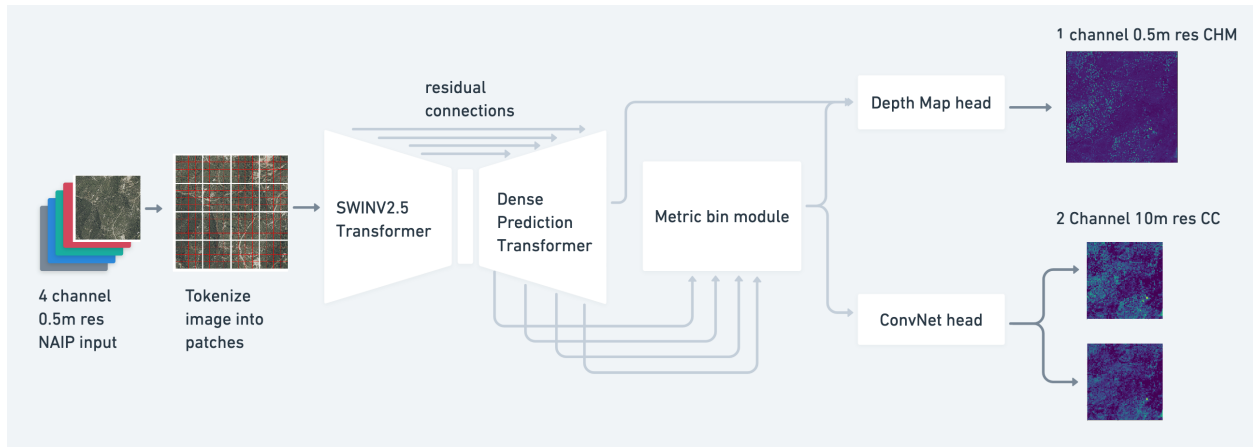 4 channel
0.5m res
NAIP input
Tokenize
image into
patches
SWINV2.5
Transformer
residual
connections
Dense
Prediction
Transformer
Metric bin module
Depth Map head
1 channel 0.5m res CHM
ConvNet head
2 Channel 10m res CC